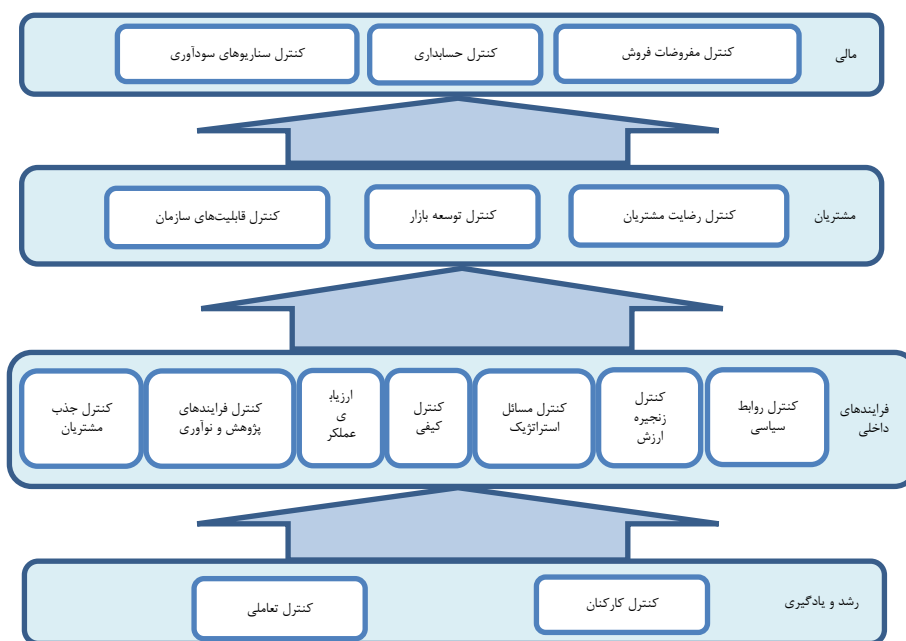 مالی
کنترل مفروضات فروش
کنترل حسابداری
کنترل سناریوهای سودآوری
مشتریان
کنترل رضایت مشتریان
کنترل توسعه بازار
کنترل قابلیت‌های سازمان
فرایندهای
داخلی
کنترل روابط
سیاسی
کنترل
زنجیره
ارزش
کنترل مسائل
استراتژیک
کنترل
کیفی
ارزیاب
ی
عملکر
کنترل فرایندهای
پژوهش و نوآوری
کنترل جذب
مشتریان
رشد و یادگیری
کنترل کارکنان
کنترل تعاملی